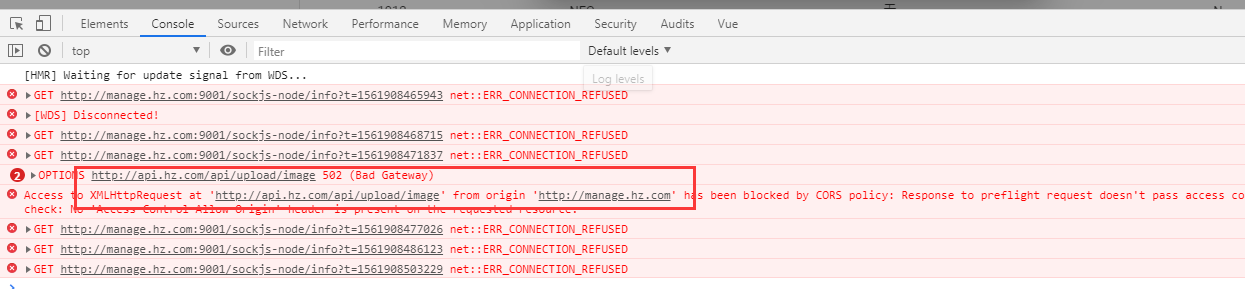 Elements Console Sources Network Performance Memory Application Security Audits Vue
top Filter Default levels
[HMR] Waiting for update signal from WDS...
Log levels
GET http://manage.hz.com:9001/sockjs-node/info?t=1561908465943 net::ERR_CONNECTION_REFUSED
[WDS] Disconnected!
GET http://manage.hz.com:9001/sockjs-node/info?t=1561908468715 net::ERR_CONNECTION_REFUSED
GET http://manage.hz.com:9001/sockjs-node/info?t=1561908471837 net::ERR_CONNECTION_REFUSED
2 OPTIONS http://api.hz.com/api/upload/image 502 (Bad Gateway)
Access to XMLHttpRequest at 'http://api.hz.com/api/upload/image' from origin 'http://manage.hz.com' has been blocked by CORS policy: Response to preflight request doesn't pass access co
check: No 'Access-Control-Allow-Origin' header is present on the requested resource.
GET http://manage.hz.com:9001/sockjs-node/info?t=1561908477026 net::ERR_CONNECTION_REFUSED
GET http://manage.hz.com:9001/sockjs-node/info?t=1561908486123 net::ERR_CONNECTION_REFUSED
GET http://manage.hz.com:9001/sockjs-node/info?t=1561908503229 net::ERR_CONNECTION_REFUSED